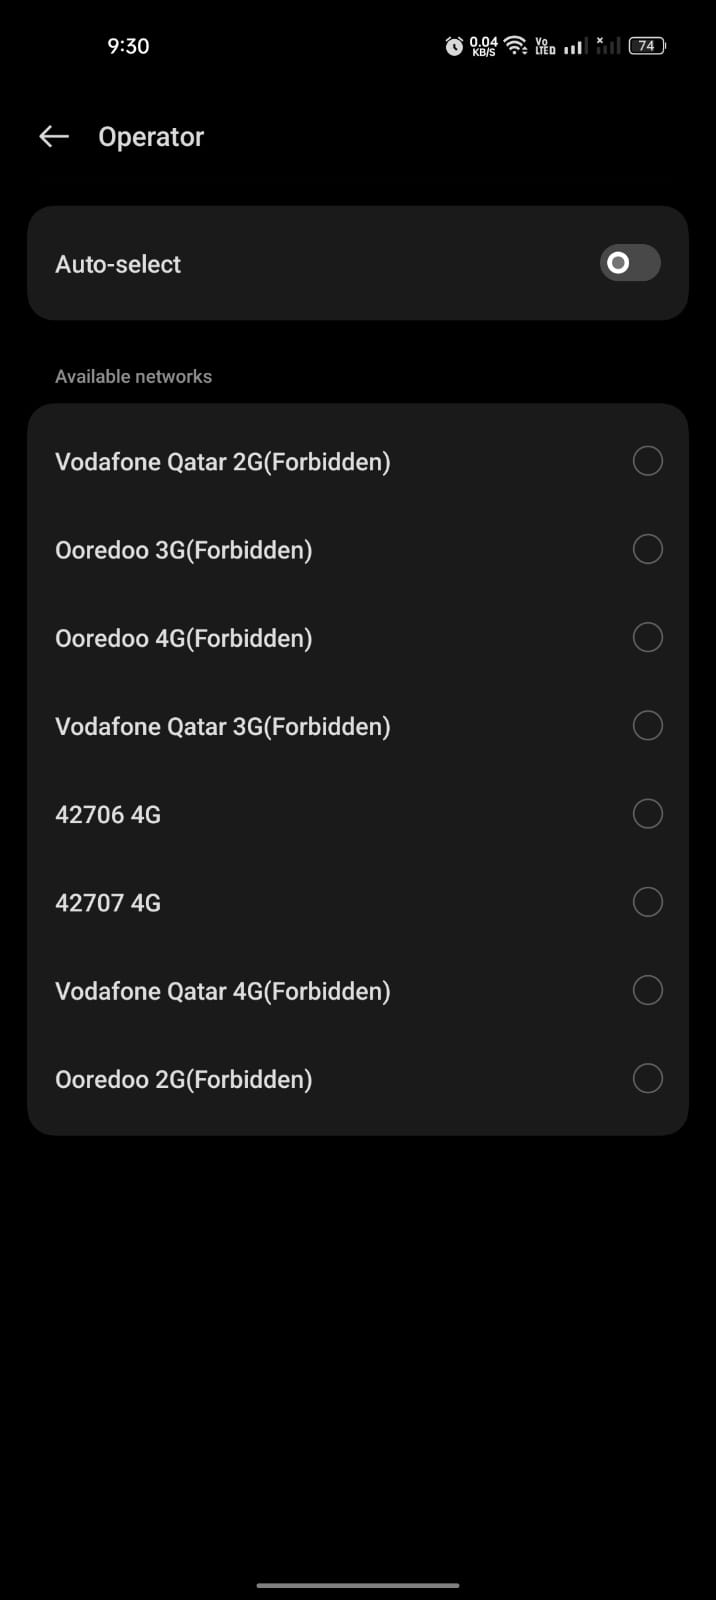 9:30
0.04
KB/S
Vo
LTE D
74
Operator
Auto-select
Available networks
Vodafone Qatar 2G(Forbidden)
Ooredoo 3G(Forbidden)
Ooredoo 4G(Forbidden)
Vodafone Qatar 3G(Forbidden)
42706 4G
42707 4G
Vodafone Qatar 4G(Forbidden)
Ooredoo 2G(Forbidden)